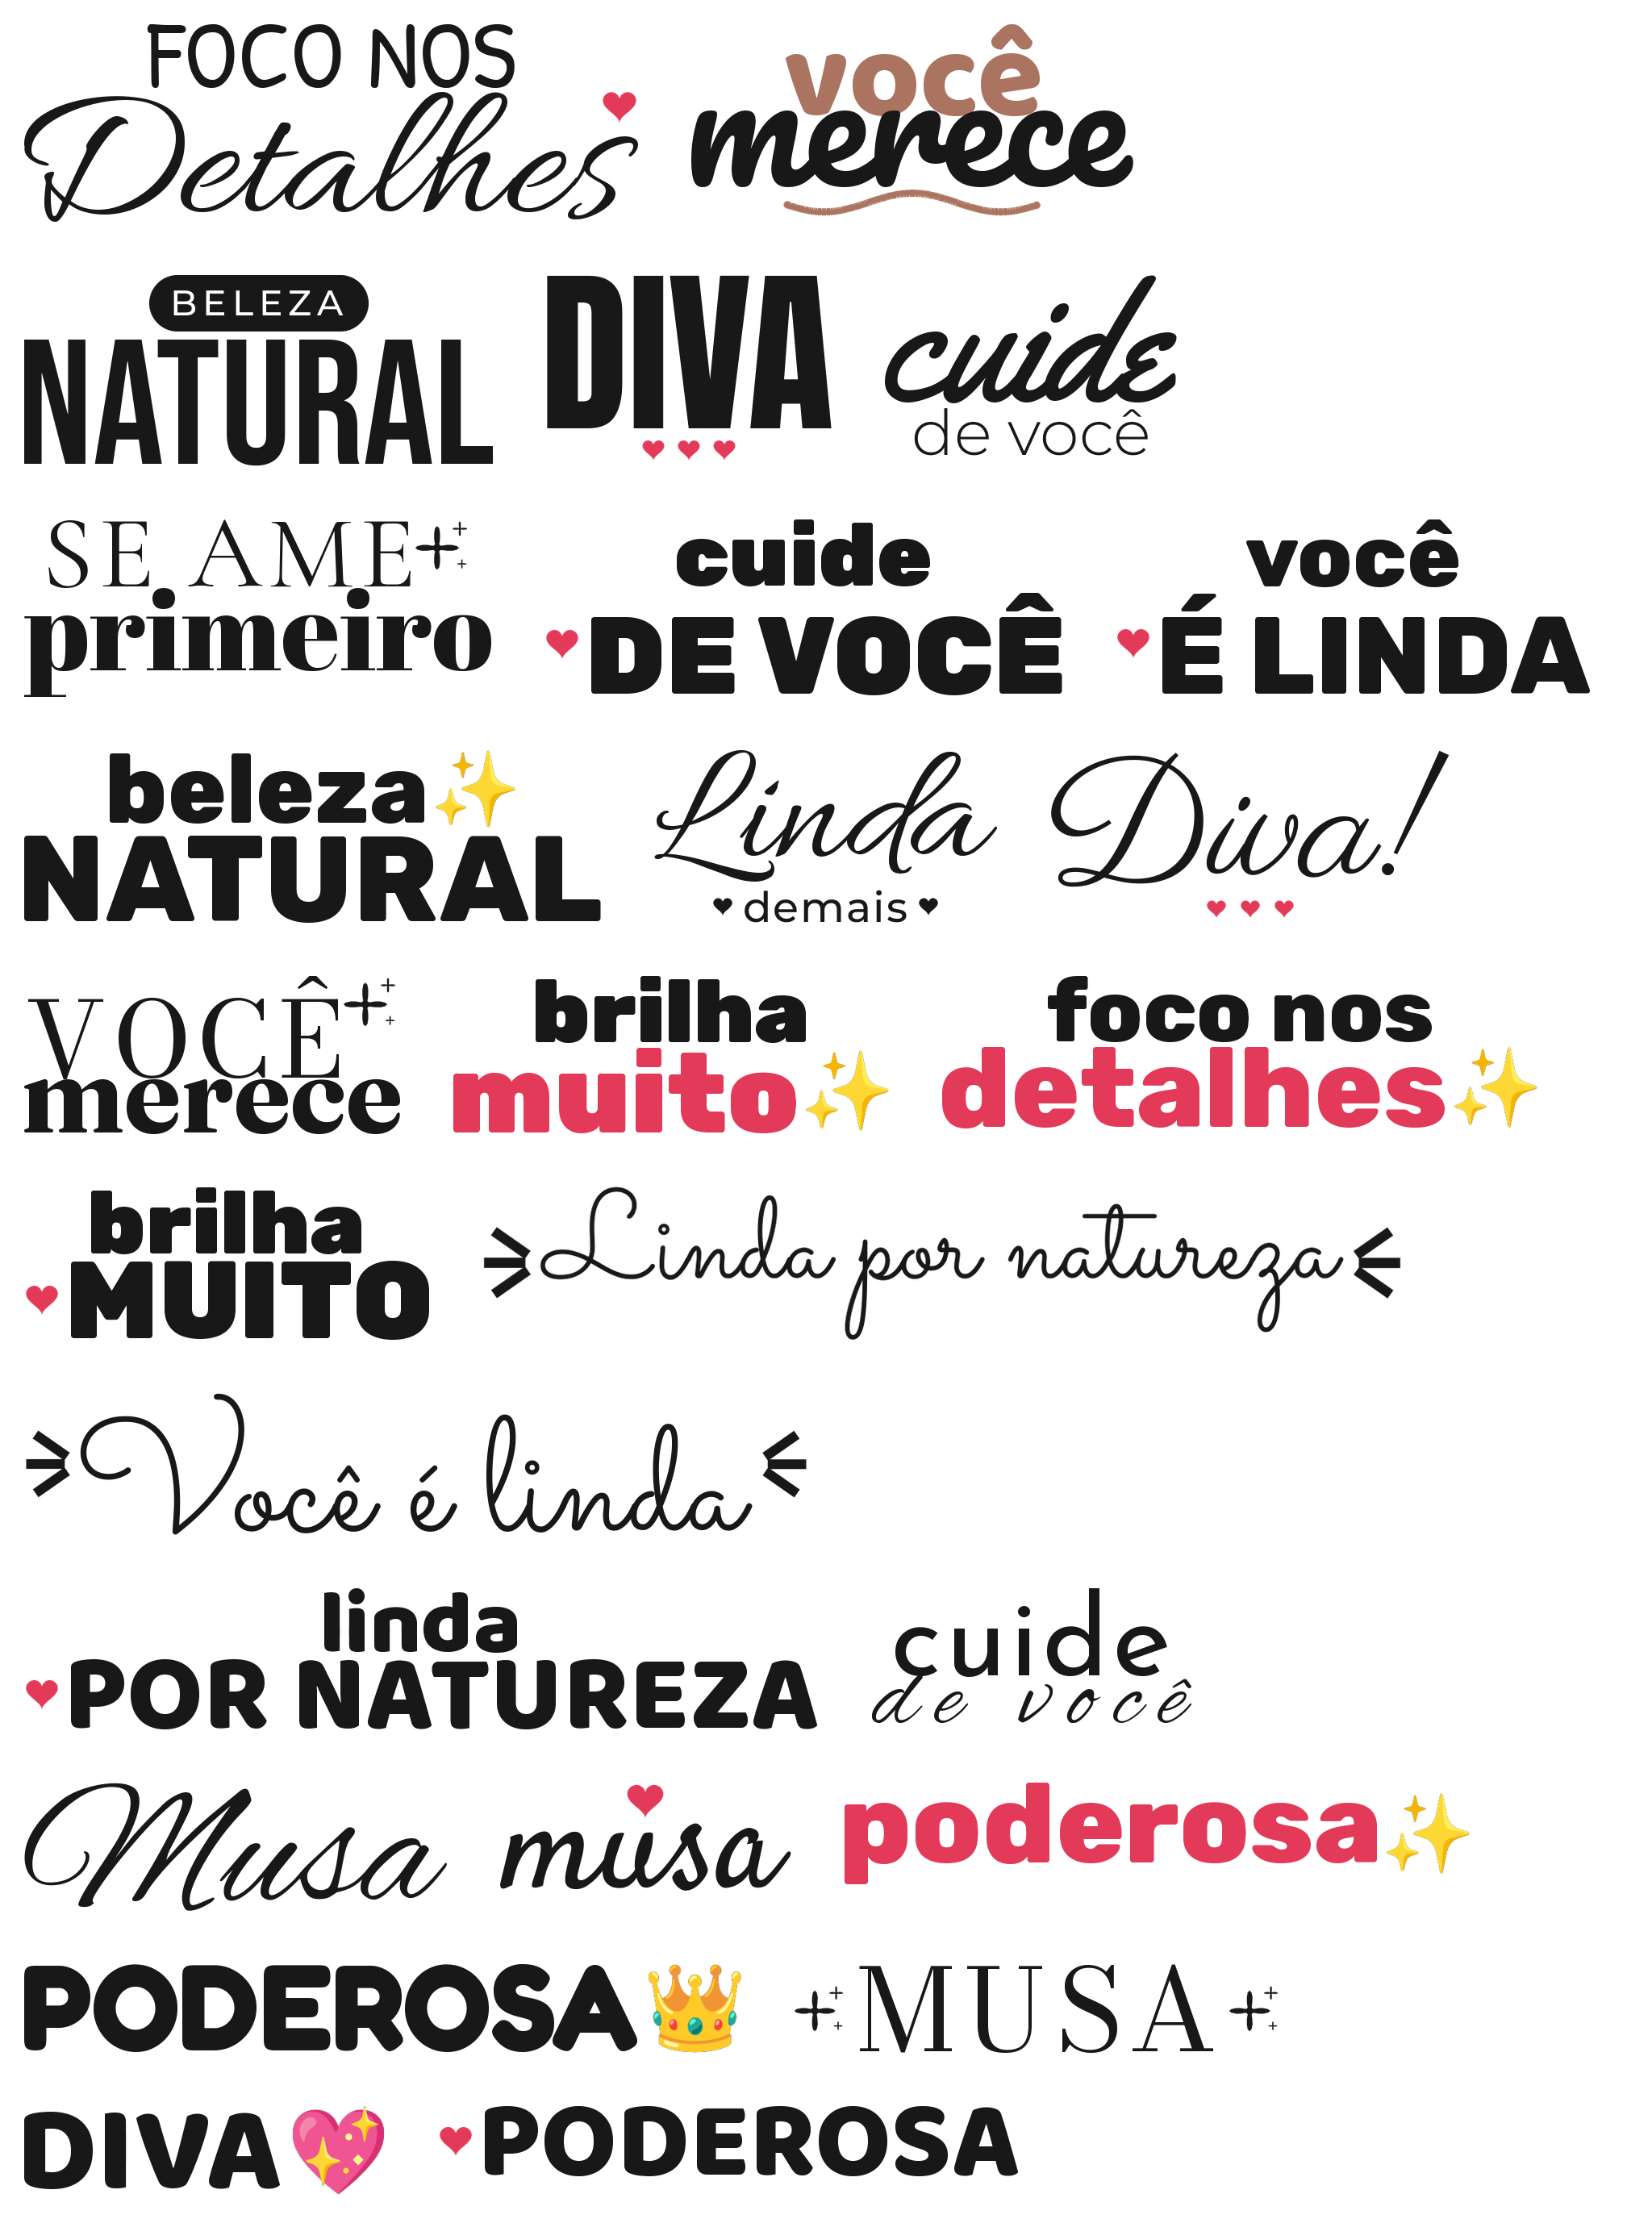 FOCO NOS
Detalhes
você
merece
BELEZA
NATURAL
DIVA
cuide
de você
SE AME
primeiro
cuide
DE VOCÊ
você
É LINDA
beleza
NATURAL
Linda
demais
Diva!
VOCÊ
merece
brilha
muito
foco nos
detalhes
brilha
MUITO
Linda por natureza
Você é linda
linda
POR NATUREZA
cuide
de você
Musa
musa
poderosa
PODEROSA
MUSA
DIVA
PODEROSA